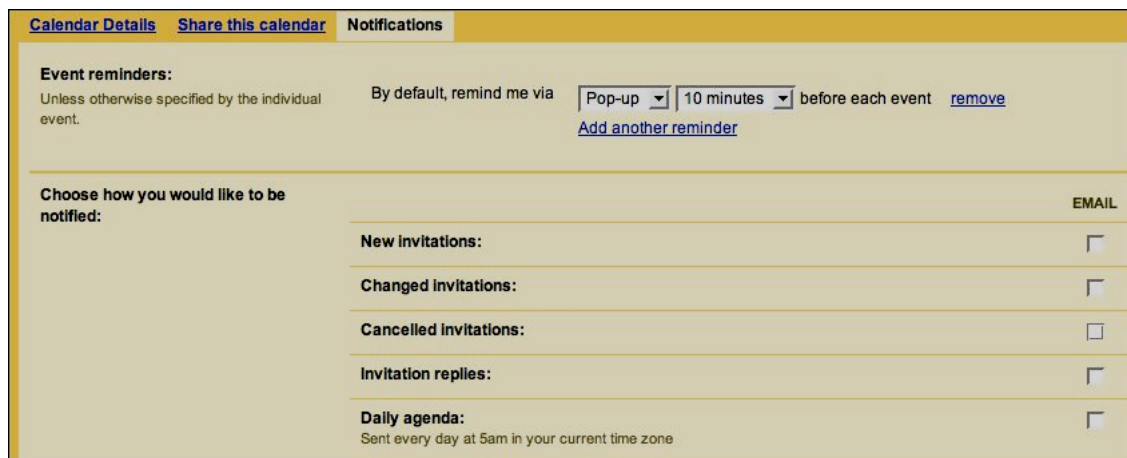 Calendar Details Share this calendar Notifications
Event reminders:
Unless otherwise specified by the individual
event.
By default, remind me via Pop-up 10 minutes before each event remove
Add another reminder
Choose how you would like to be
notified:
EMAIL
New invitations:
Changed invitations:
Cancelled invitations:
Invitation replies:
Daily agenda:
Sent every day at 5am in your current time zone